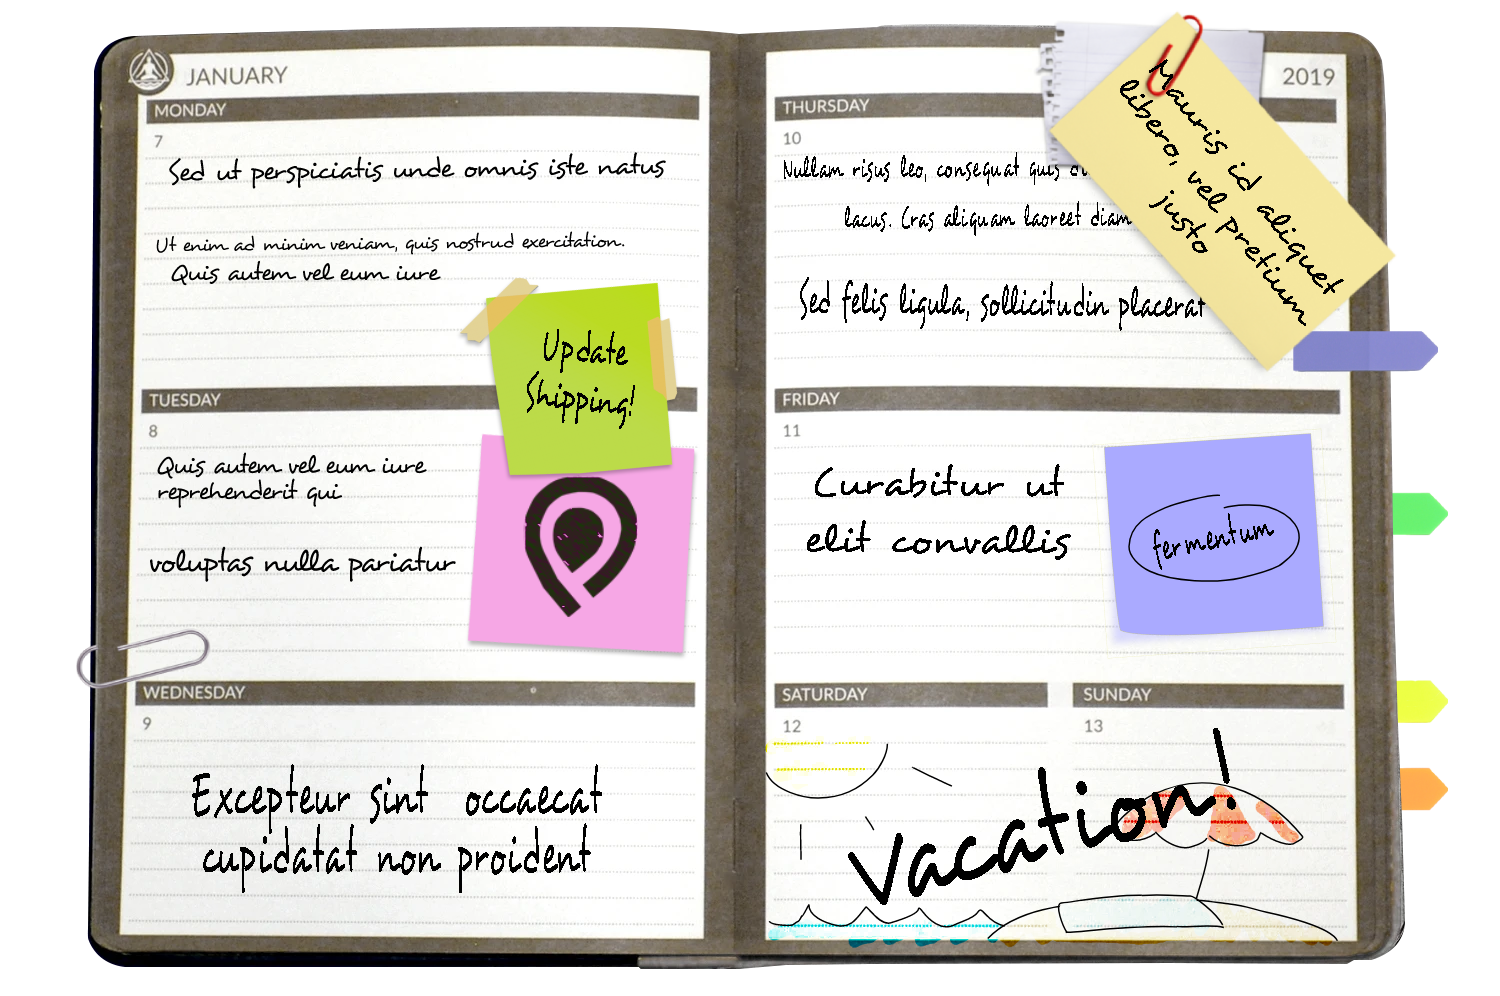 JANUARY
MONDAY
7
Sed ut perspiciatis unde omnis iste natus
Ut enim ad minim veniam, quis nostrud exercitation.
Quis autem vel eum iure
Update
Shipping!
TUESDAY
8
Quis autem vel eum iure
reprehenderit qui
voluptas nulla pariatur
WEDNESDAY
9
Excepteur sint occaecat
cupidatat non proident
2019
THURSDAY
10
Nullam risus leo, consequat quis
lacus. Cras aliquam laoreet diam
Sed felis ligula, sollicitudin placerat
Mauris id aliquet
libero, vel pretium
justo
FRIDAY
11
Curabitur ut
elit convallis
fermentum
SATURDAY
12
SUNDAY
13
Vacation!